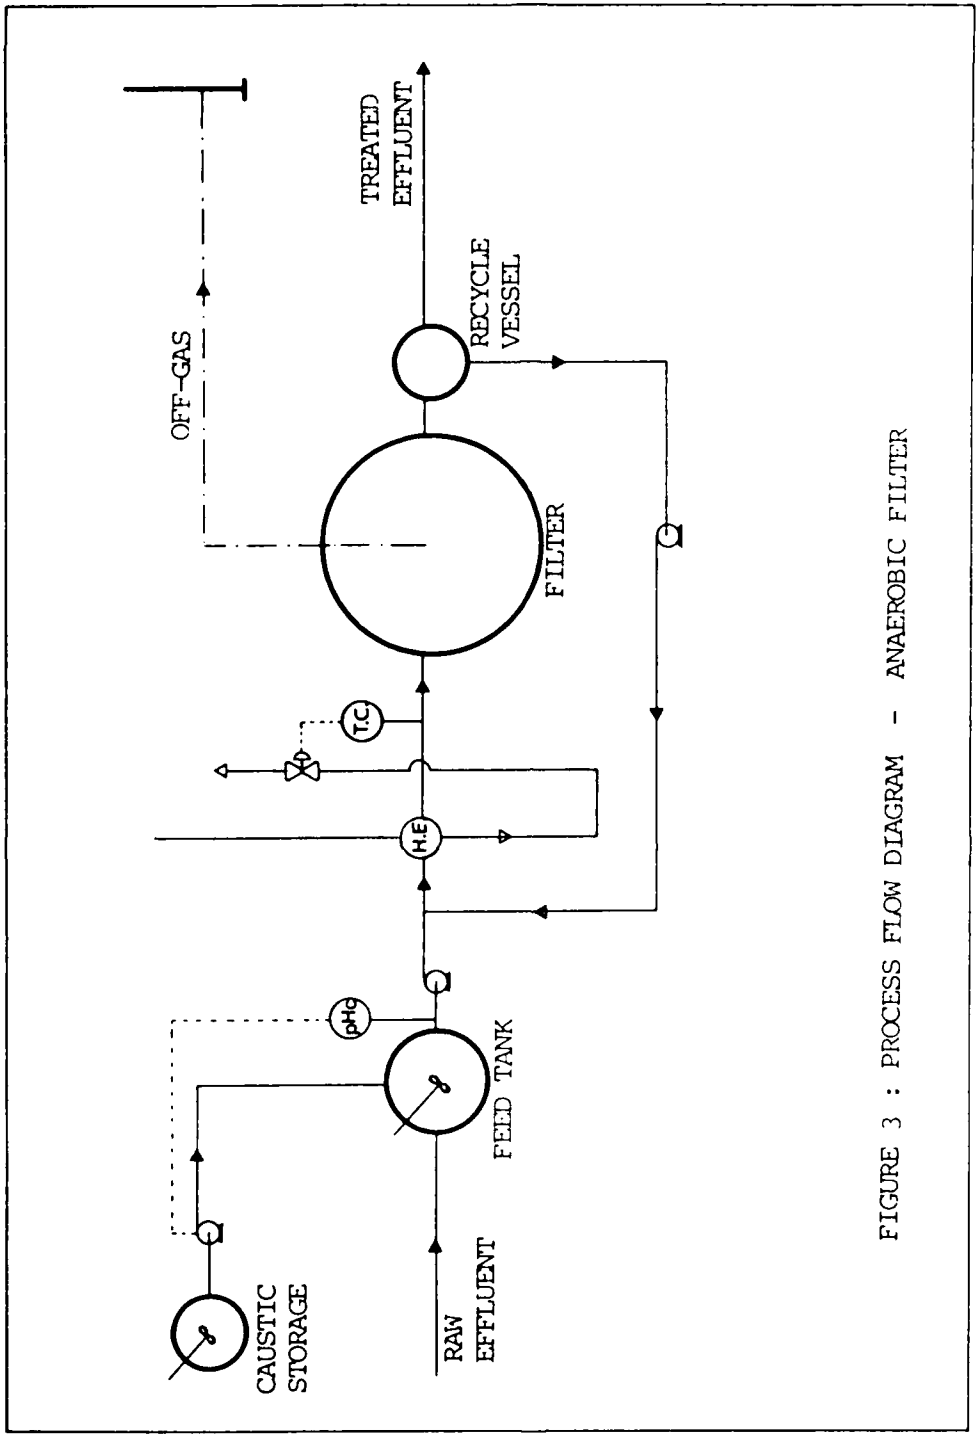 CAUSTIC
STORAGE
RAW
EFFLUENT
pHc
FEED TANK
H.E
T.C.
FILTER
OFF-GAS
RECYCLE
VESSEL
TREATED
EFFLUENT
FIGURE 3 : PROCESS FLOW DIAGRAM - ANAEROBIC FILTER